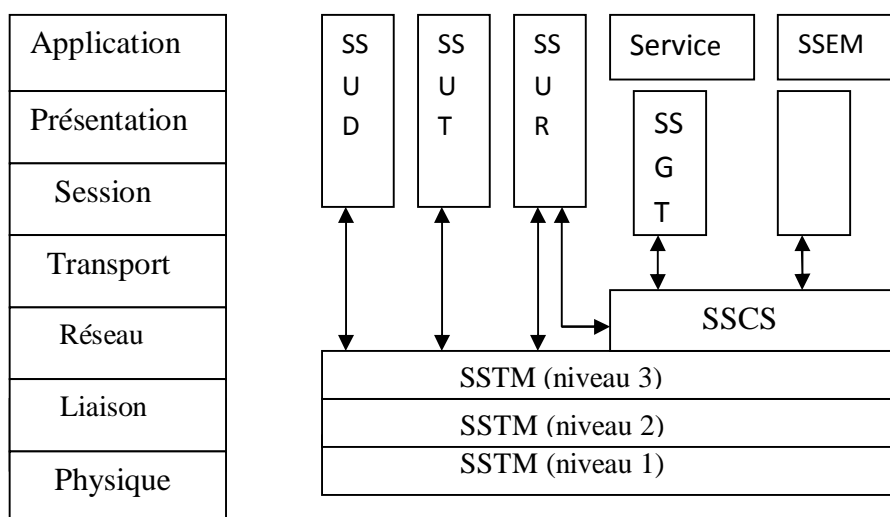 Application
Présentation
Session
Transport
Réseau
Liaison
Physique
SS
U
D
SS
U
T
SS
U
R
Service
SSEM
SS
G
T
SSCS
SSTM (niveau 3)
SSTM (niveau 2)
SSTM (niveau 1)